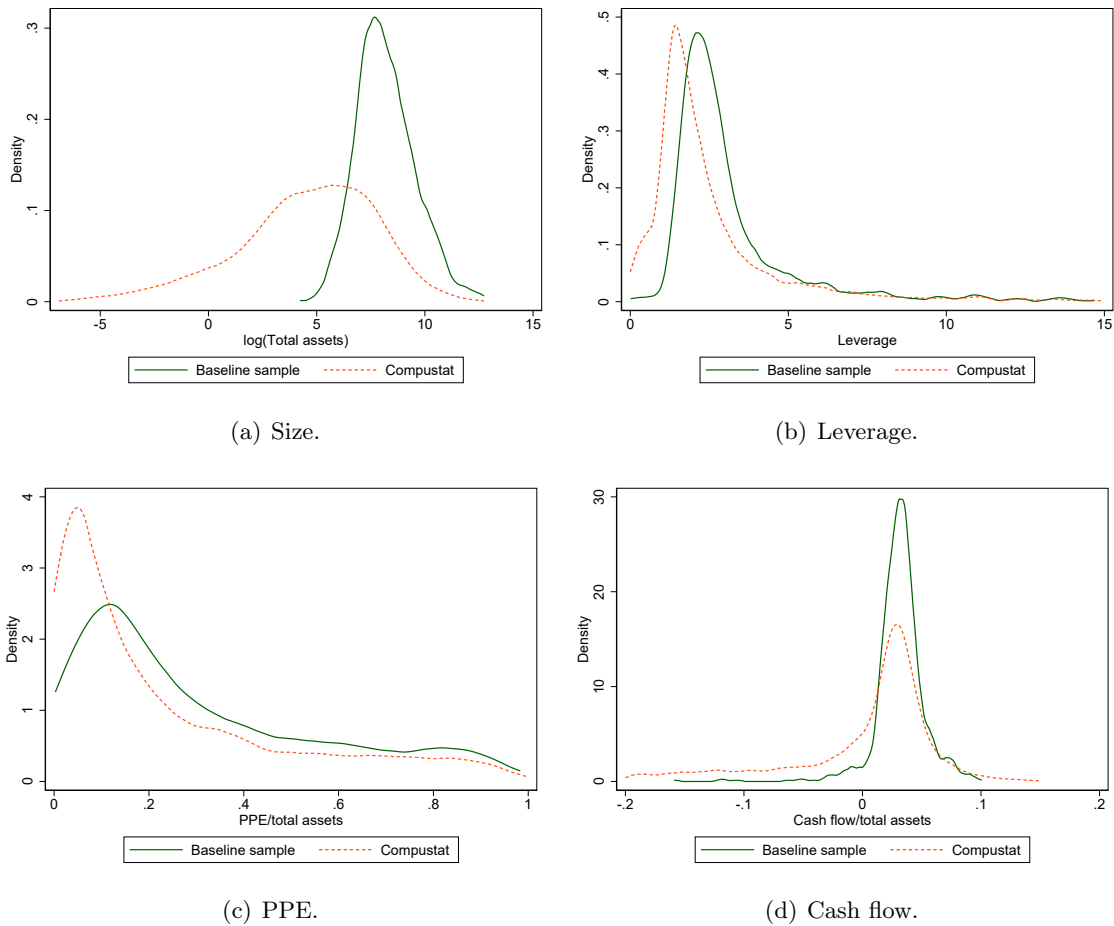 Density
.3
.2
.1
0
-5 0 5 10 15
log(Total assets)
Baseline sample Compustat
(a) Size.
Density
.5
.4
.3
.2
.1
0
0 5 10 15
Leverage
Baseline sample Compustat
(b) Leverage.
Density
4
3
2
1
0
0 .2 .4 .6 .8 1
PPE/total assets
Baseline sample Compustat
(c) PPE.
Density
30
20
10
0
-.2 -.1 0 .1 .2
Cash flow/total assets
Baseline sample Compustat
(d) Cash flow.